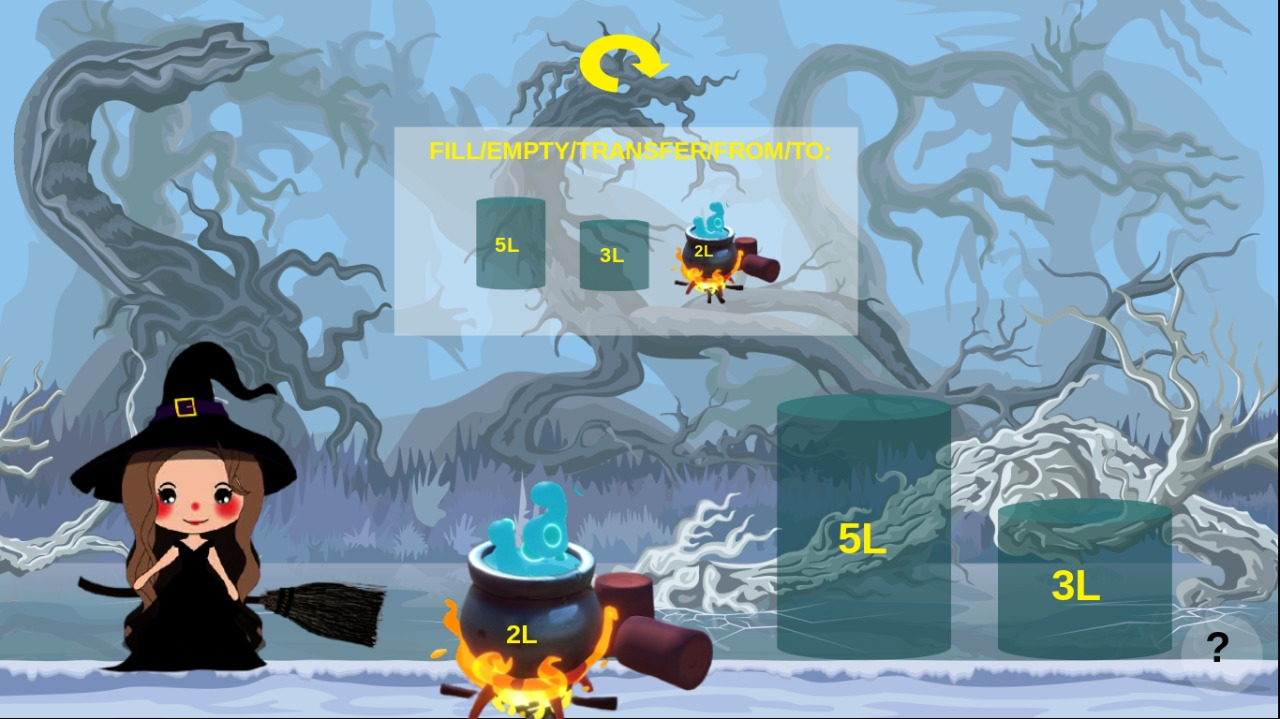 FILL/EMPTY/TRANSFER/FROM/TO:
5L
3L
2L
5L
3L
2L
?